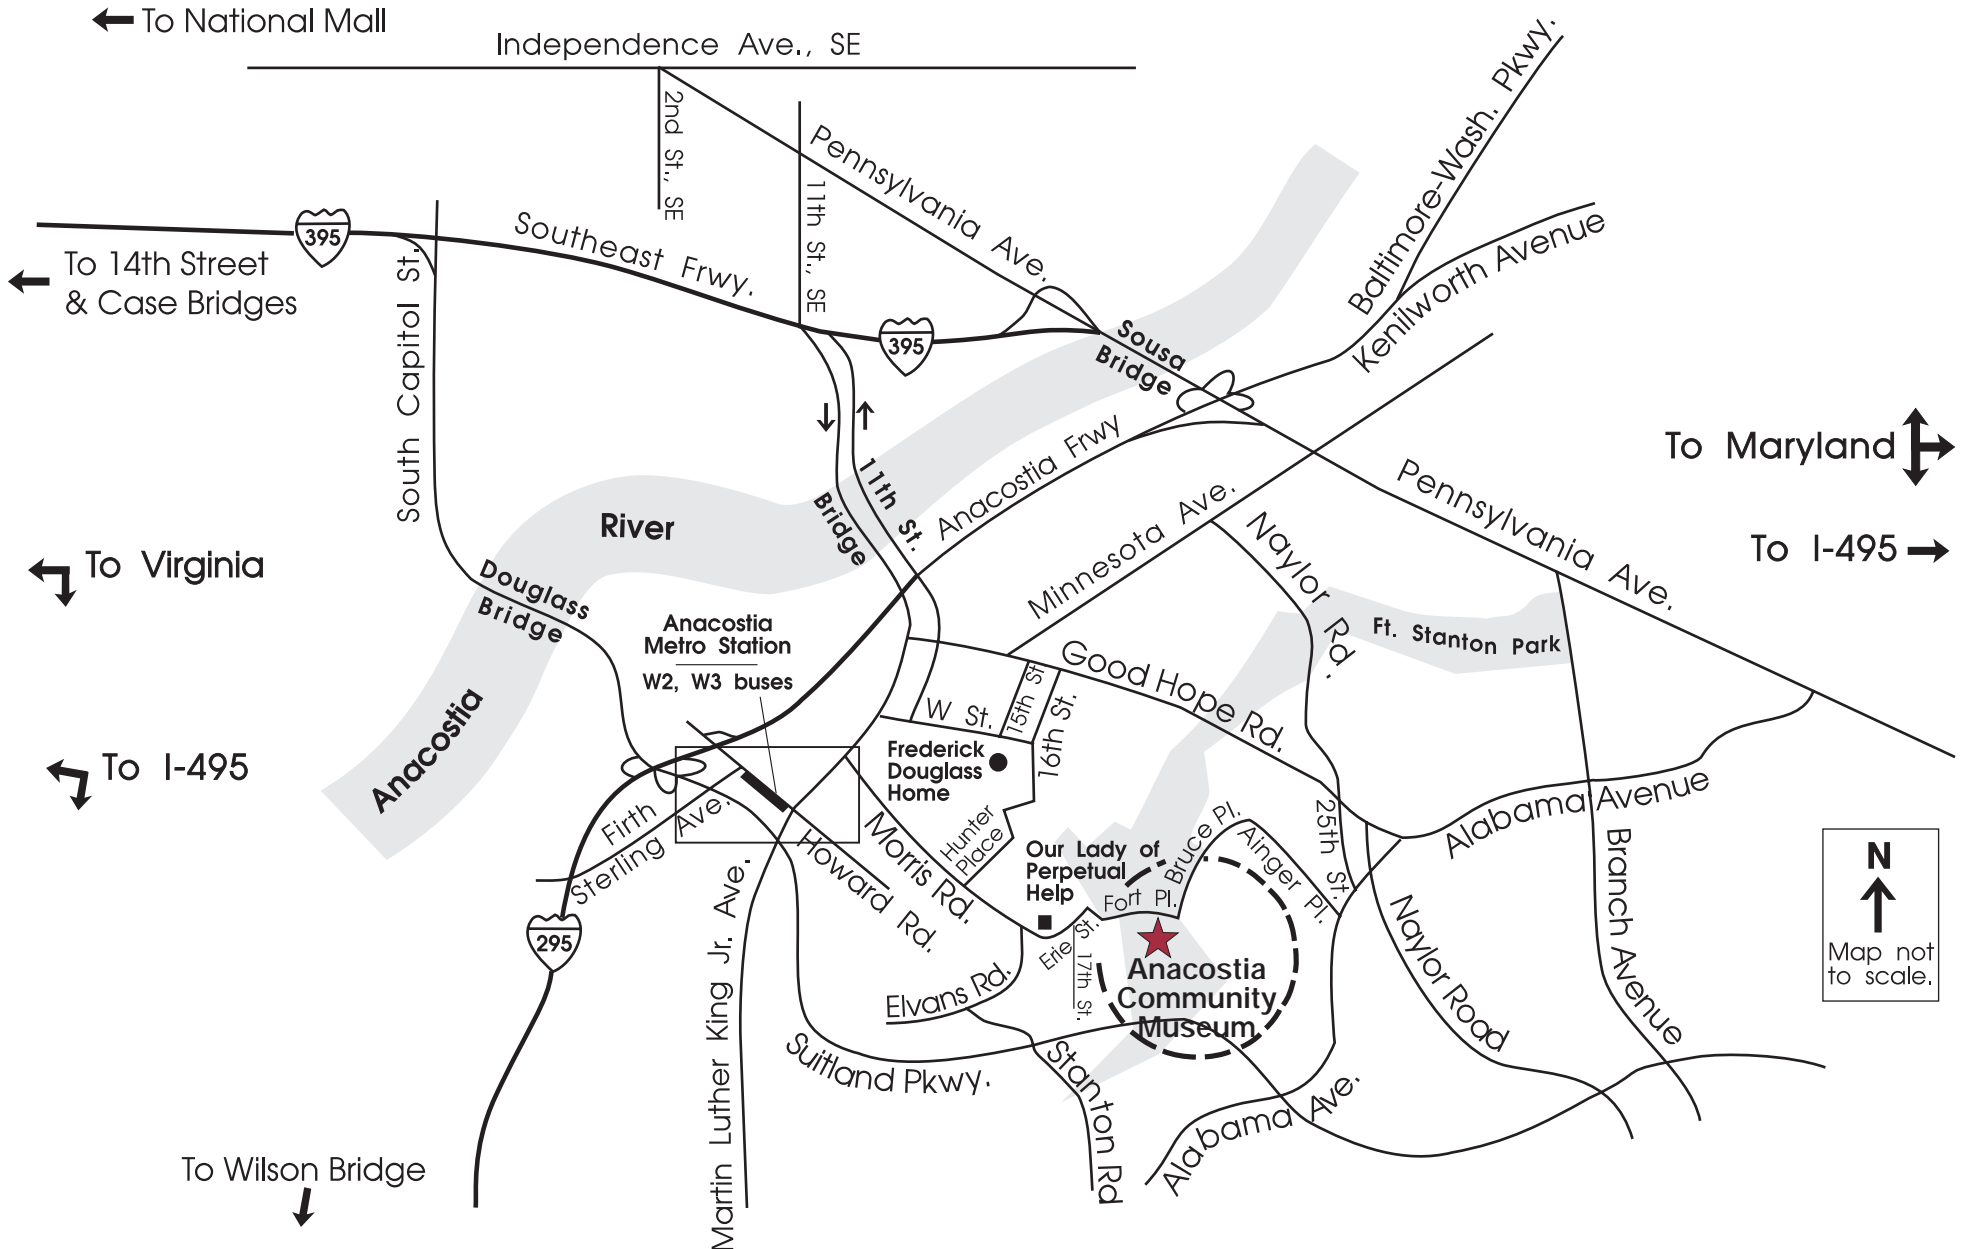 To National Mall
Independence Ave., SE
2nd St., SE
Pennsylvania Ave.
11th St., SE
Baltimore-Wash. Pkwy.
Kenilworth Avenue
395
Southeast Frwy.
To 14th Street
& Case Bridges
South Capitol St.
395
Sousa
Bridge
To Maryland
Anacostia Frwy
Pennsylvania Ave.
11th St.
Bridge
Minnesota Ave.
Naylor Rd.
River
To I-495
To Virginia
Douglass
Bridge
Anacostia
Metro Station
W2, W3 buses
Ft. Stanton Park
Good Hope Rd.
W St.
15th St
16th St.
Anacostia
To I-495
Frederick
Douglass
Home
Firth
Sterling Ave.
Howard Rd.
Morris Rd.
Hunter
Place
Our Lady of
Perpetual
Help
Bruce Pl.
Ainger Pl.
25th St.
Alabama Avenue
Branch Avenue
N
Map not
to scale.
Fort Pl.
Erie St.
17th St.
295
Martin Luther King Jr. Ave.
Elvans Rd.
Anacostia
Community
Museum
Naylor Road
Suitland Pkwy.
Stanton Rd
Alabama Ave.
To Wilson Bridge